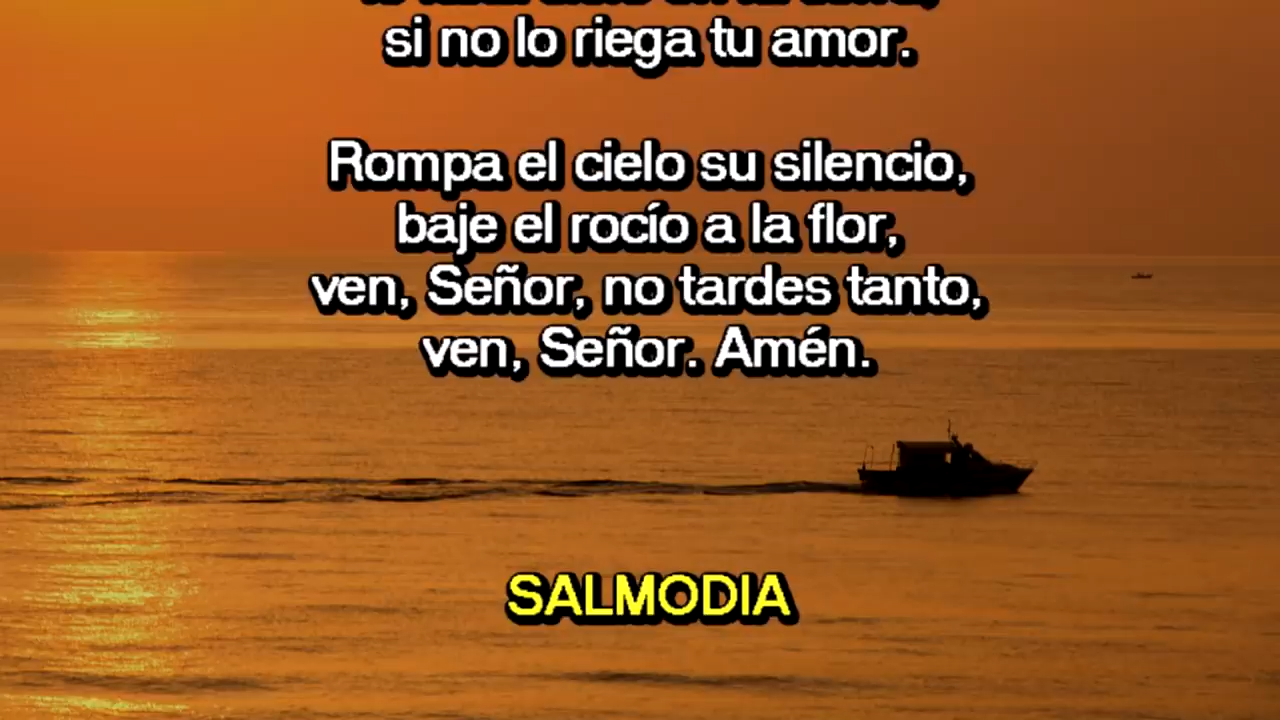 si no lo riega tu amor.
Rompa el cielo su silencio,
baje el rocío a la flor,
ven, Señor, no tardes tanto,
ven, Señor. Amén.
SALMODIA